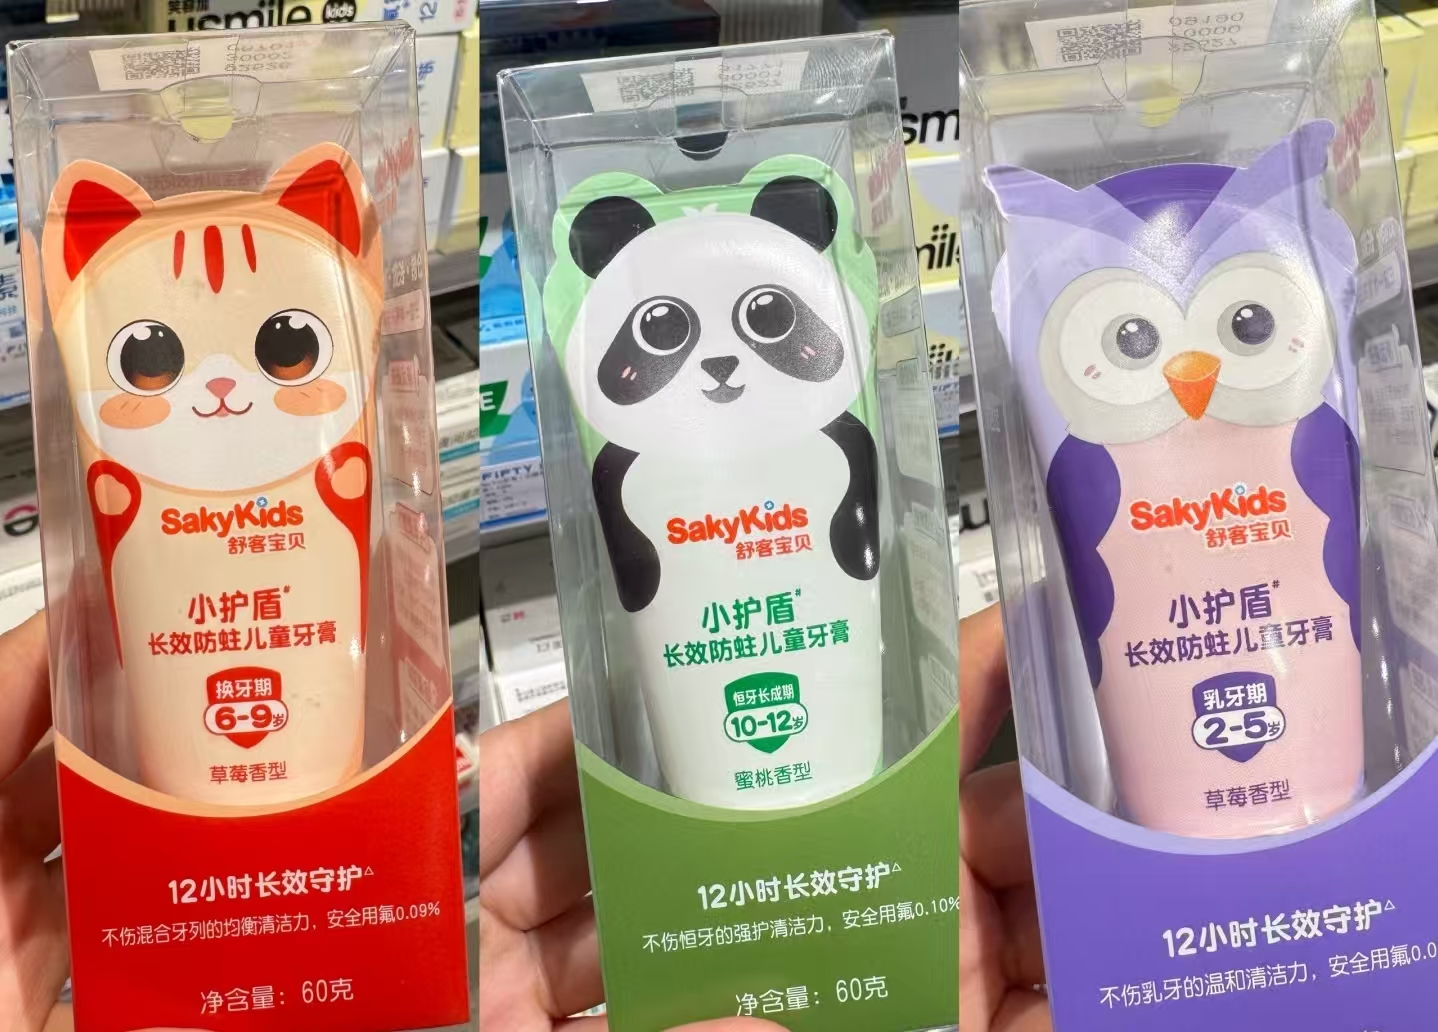 usmile kids
SakyKids
舒客宝贝
小护盾#
长效防蛀儿童牙膏
换牙期
6-9岁
草莓香型
12小时长效守护△
不伤混合牙列的均衡清洁力，安全用氟0.09%
净含量：60克
SakyKids
舒客宝贝
小护盾#
长效防蛀儿童牙膏
恒牙长成期
10-12岁
蜜桃香型
12小时长效守护△
不伤恒牙的强护清洁力，安全用氟0.10%
净含量：60克
SakyKids
舒客宝贝
小护盾#
长效防蛀儿童牙膏
乳牙期
2-5岁
草莓香型
12小时长效守护△
不伤乳牙的温和清洁力，安全用氟0.0